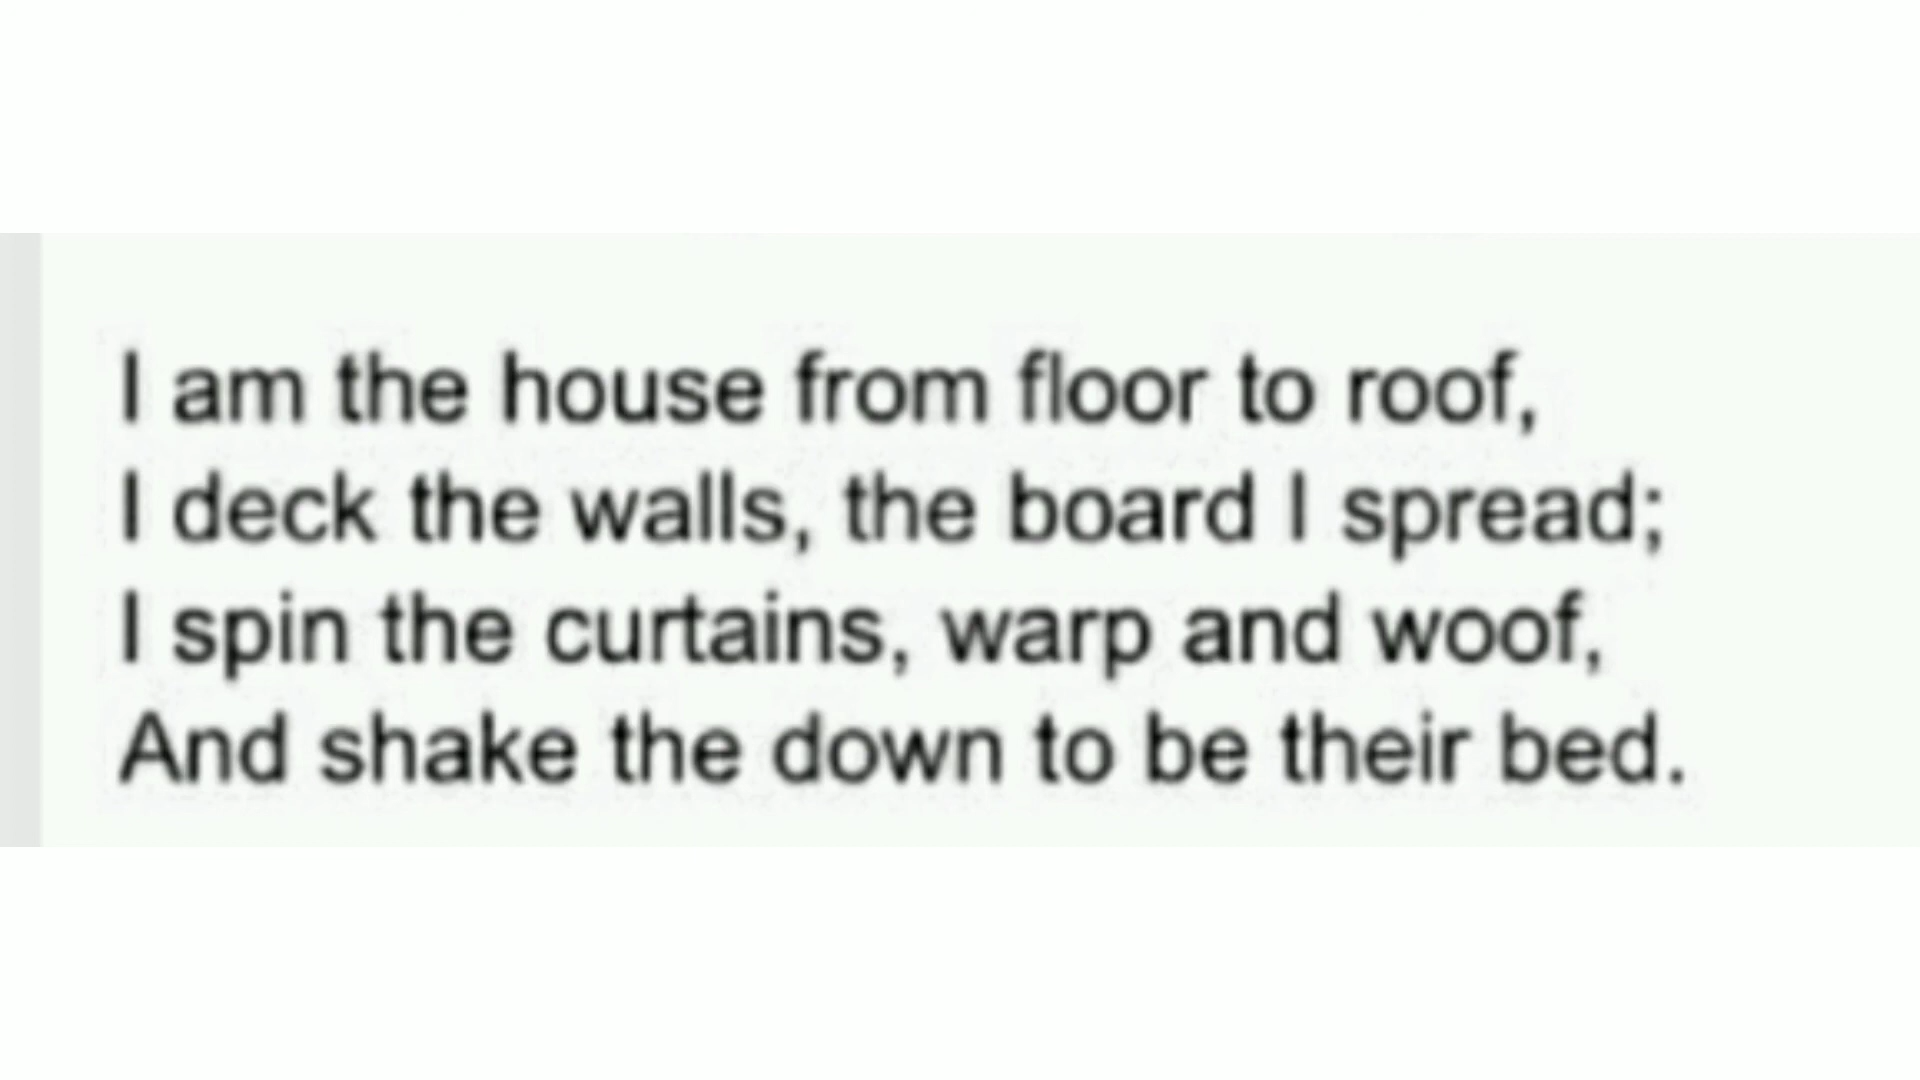 I am the house from floor to roof,
I deck the walls, the board I spread;
I spin the curtains, warp and woof,
And shake the down to be their bed.